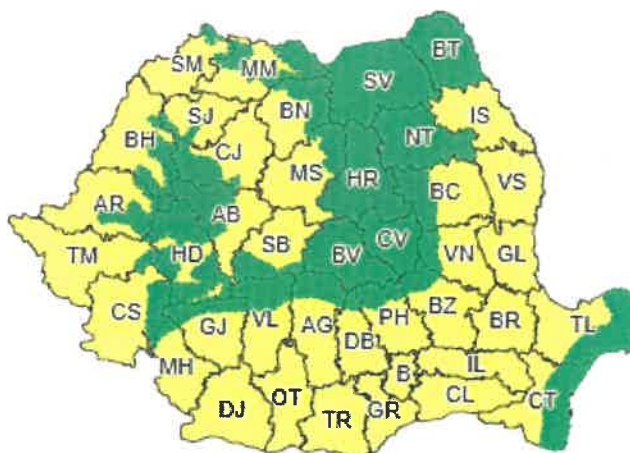 BT
SM
MM
SV
BN
IS
SJ
NT
BH
CJ
MS
HR
BC
VS
AR
AB
TM
HD
SB
BV
CV
VN
GL
CS
GJ
VL
AG
DB
PH
BZ
BR
TL
MH
B
IL
DJ
OT
TR
GR
CL
CT